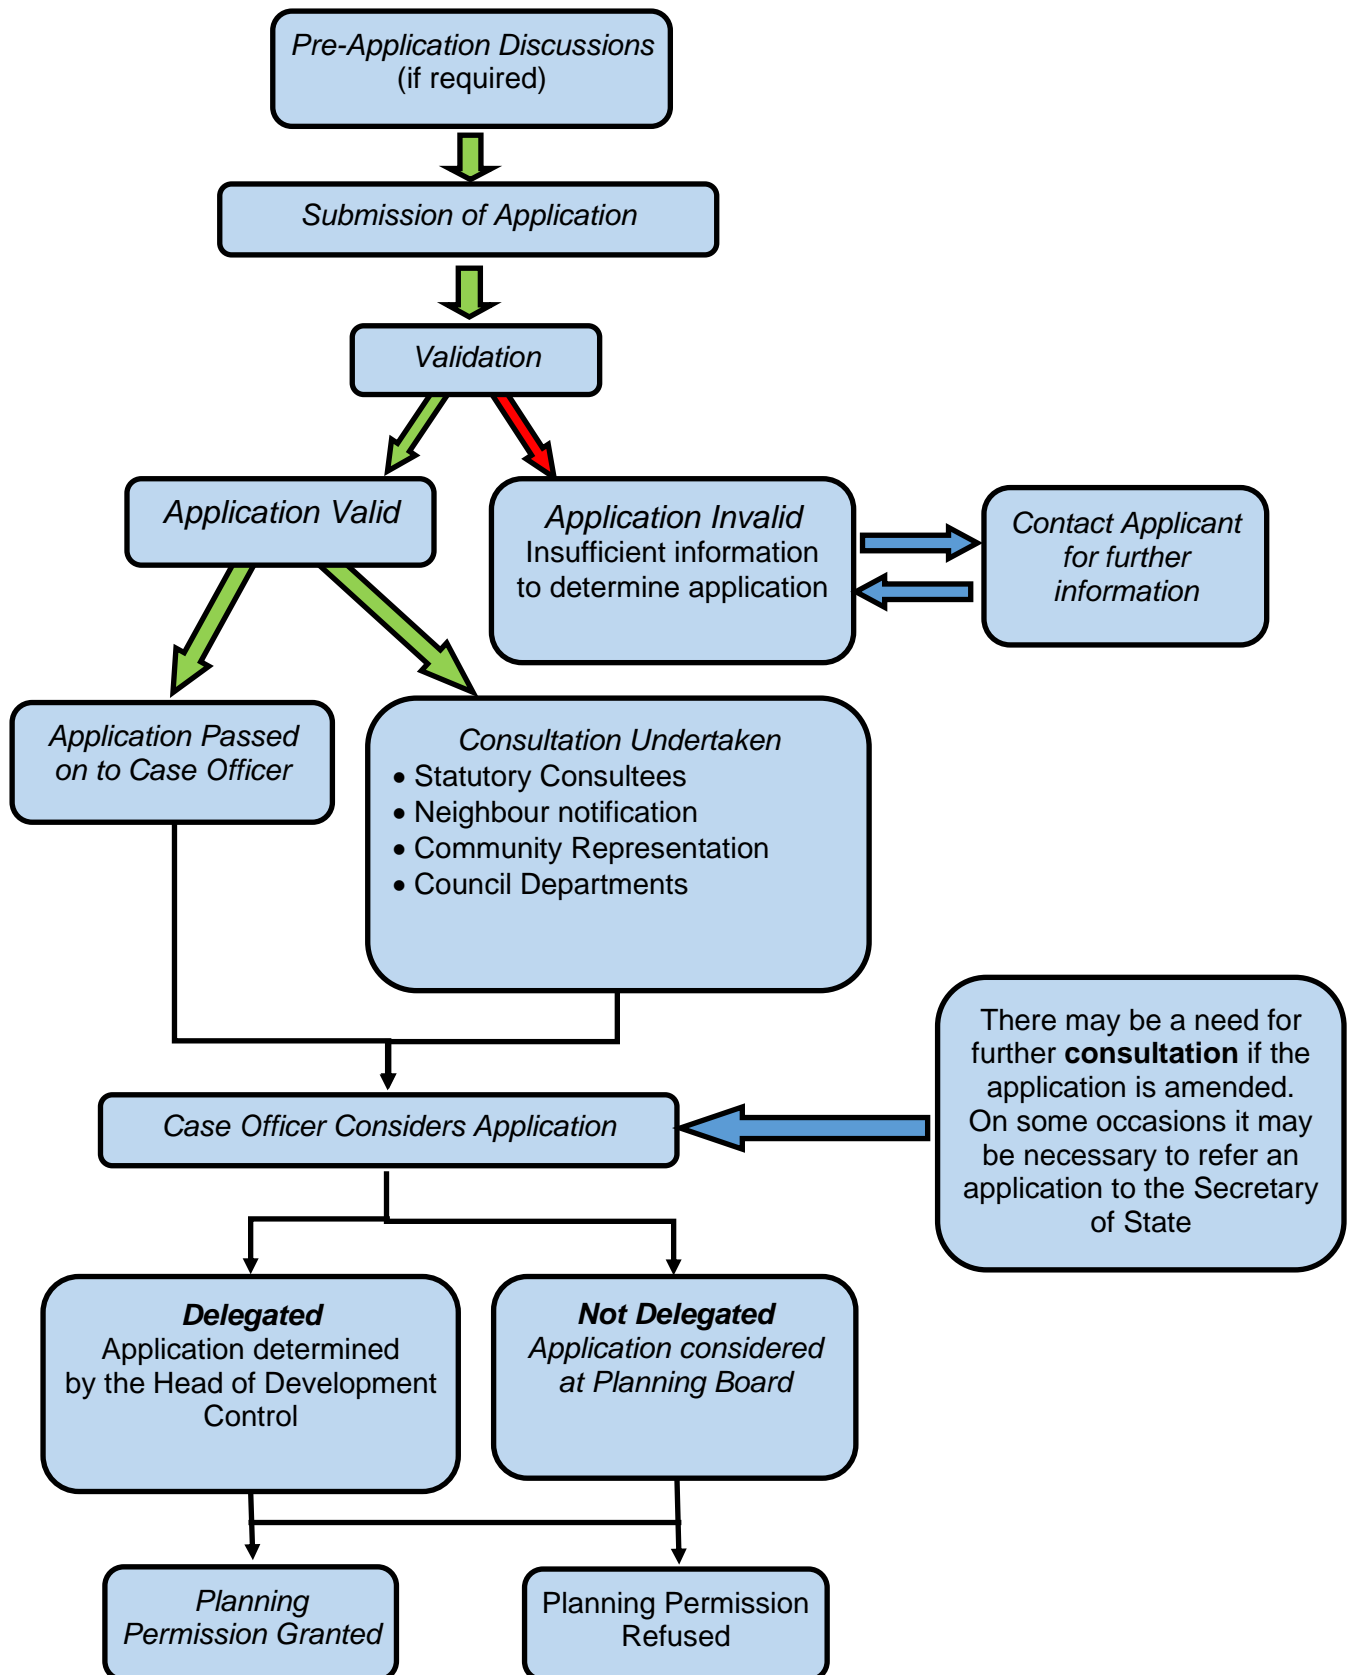 Pre-Application Discussions
(if required)
Submission of Application
Validation
Application Valid
Application Invalid
Insufficient information
to determine application
Contact Applicant
for further
information
Application Passed
on to Case Officer
Consultation Undertaken
• Statutory Consultees
• Neighbour notification
• Community Representation
• Council Departments
There may be a need for
further consultation if the
application is amended.
On some occasions it may
be necessary to refer an
application to the Secretary
of State
Case Officer Considers Application
Delegated
Application determined
by the Head of Development
Control
Not Delegated
Application considered
at Planning Board
Planning
Permission Granted
Planning Permission
Refused